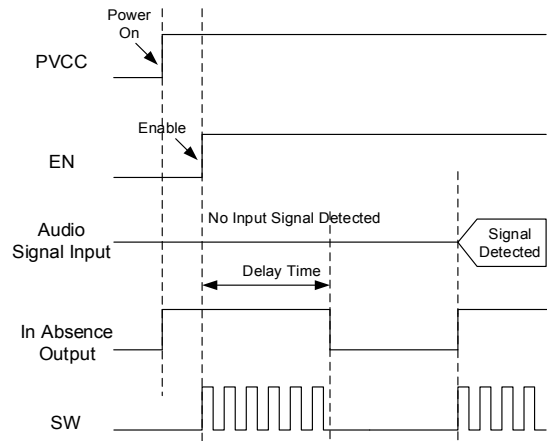 Power
On
PVCC
Enable
EN
No Input Signal Detected
Audio
Signal Input
Signal
Detected
Delay Time
In Absence
Output
SW